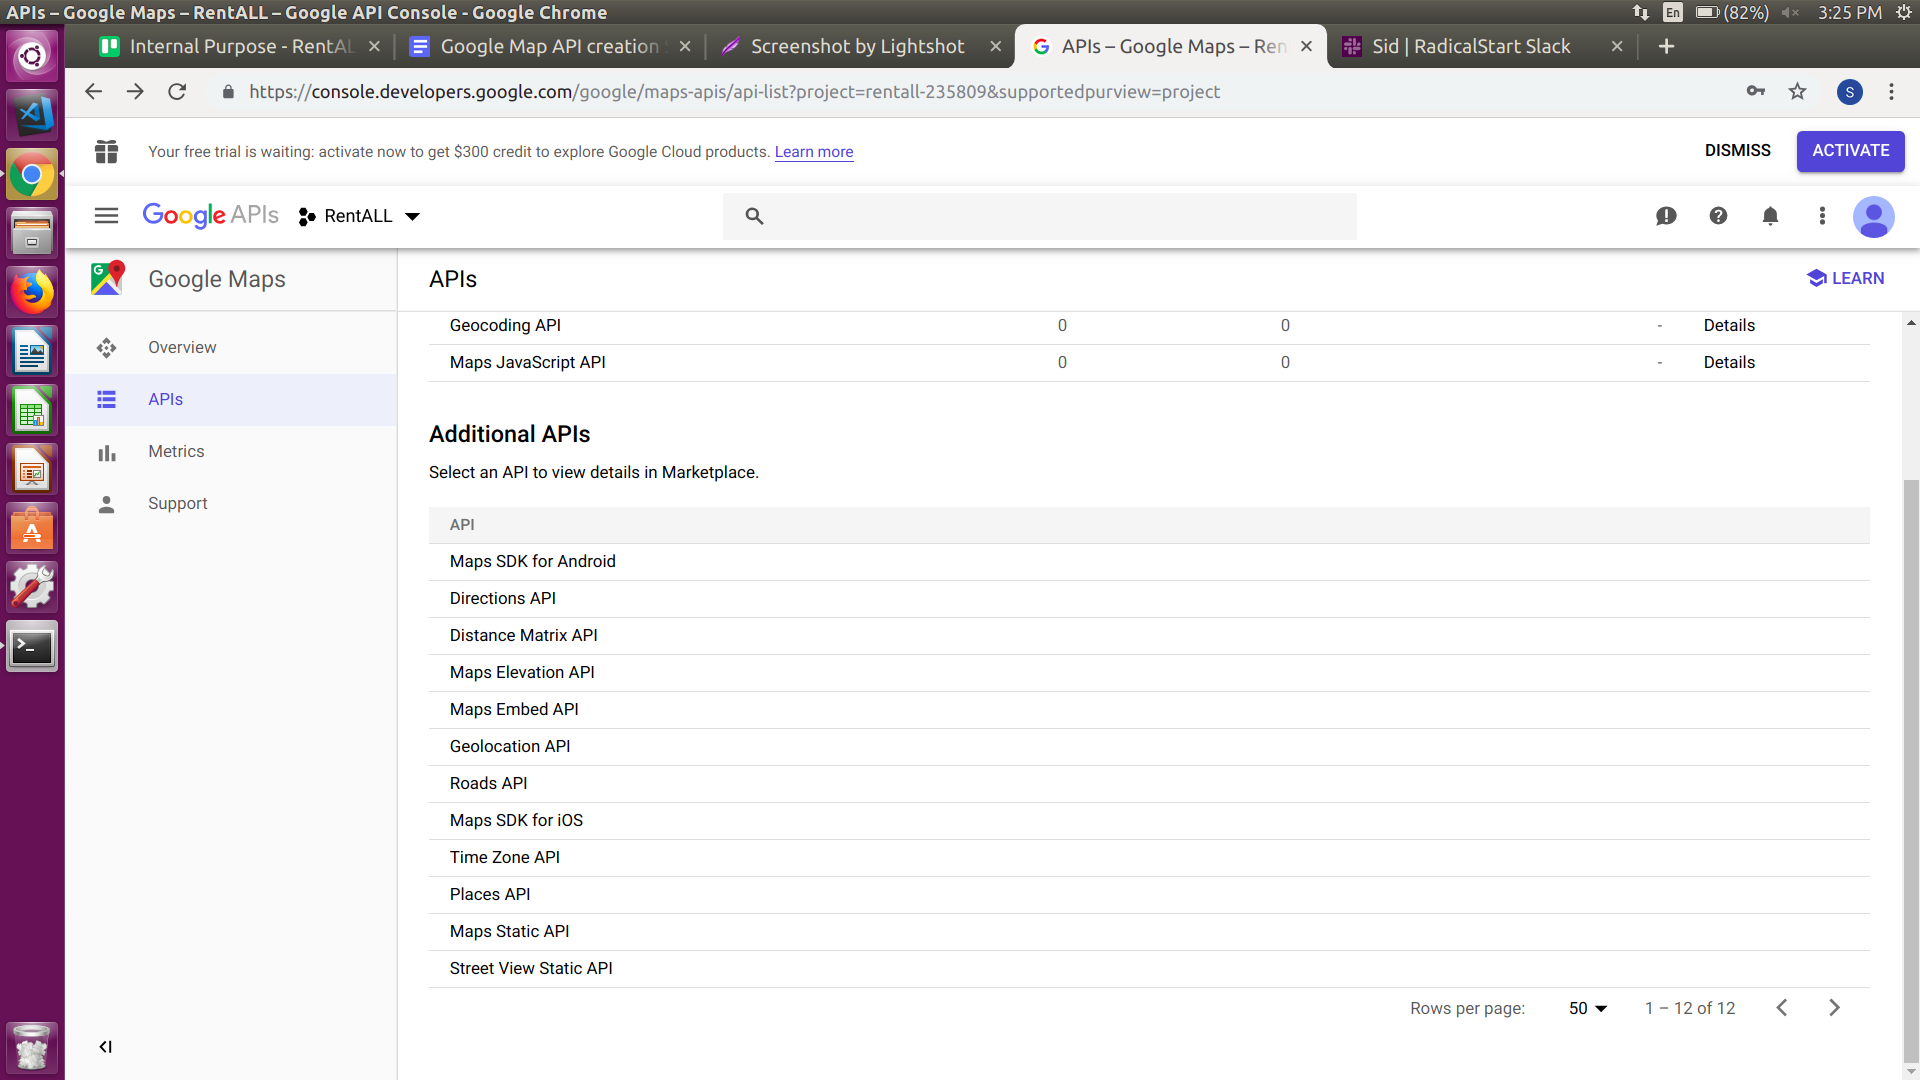 APIs – Google Maps – RentALL – Google API Console - Google Chrome
En (82%) 3:25 PM
Internal Purpose - RentAL
Google Map API creation
Screenshot by Lightshot
APIs – Google Maps – Ren
Sid | RadicalStart Slack
https://console.developers.google.com/google/maps-apis/api-list?project=rentall-235809&supportedpurview=project
S
Your free trial is waiting: activate now to get $300 credit to explore Google Cloud products. Learn more
DISMISS
ACTIVATE
Google APIs
RentALL
Google Maps
APIs
LEARN
Overview
APIs
Metrics
Support
Geocoding API 0 0 - Details
Maps JavaScript API 0 0 - Details
Additional APIs
Select an API to view details in Marketplace.
API
Maps SDK for Android
Directions API
Distance Matrix API
Maps Elevation API
Maps Embed API
Geolocation API
Roads API
Maps SDK for iOS
Time Zone API
Places API
Maps Static API
Street View Static API
Rows per page: 50 1 – 12 of 12